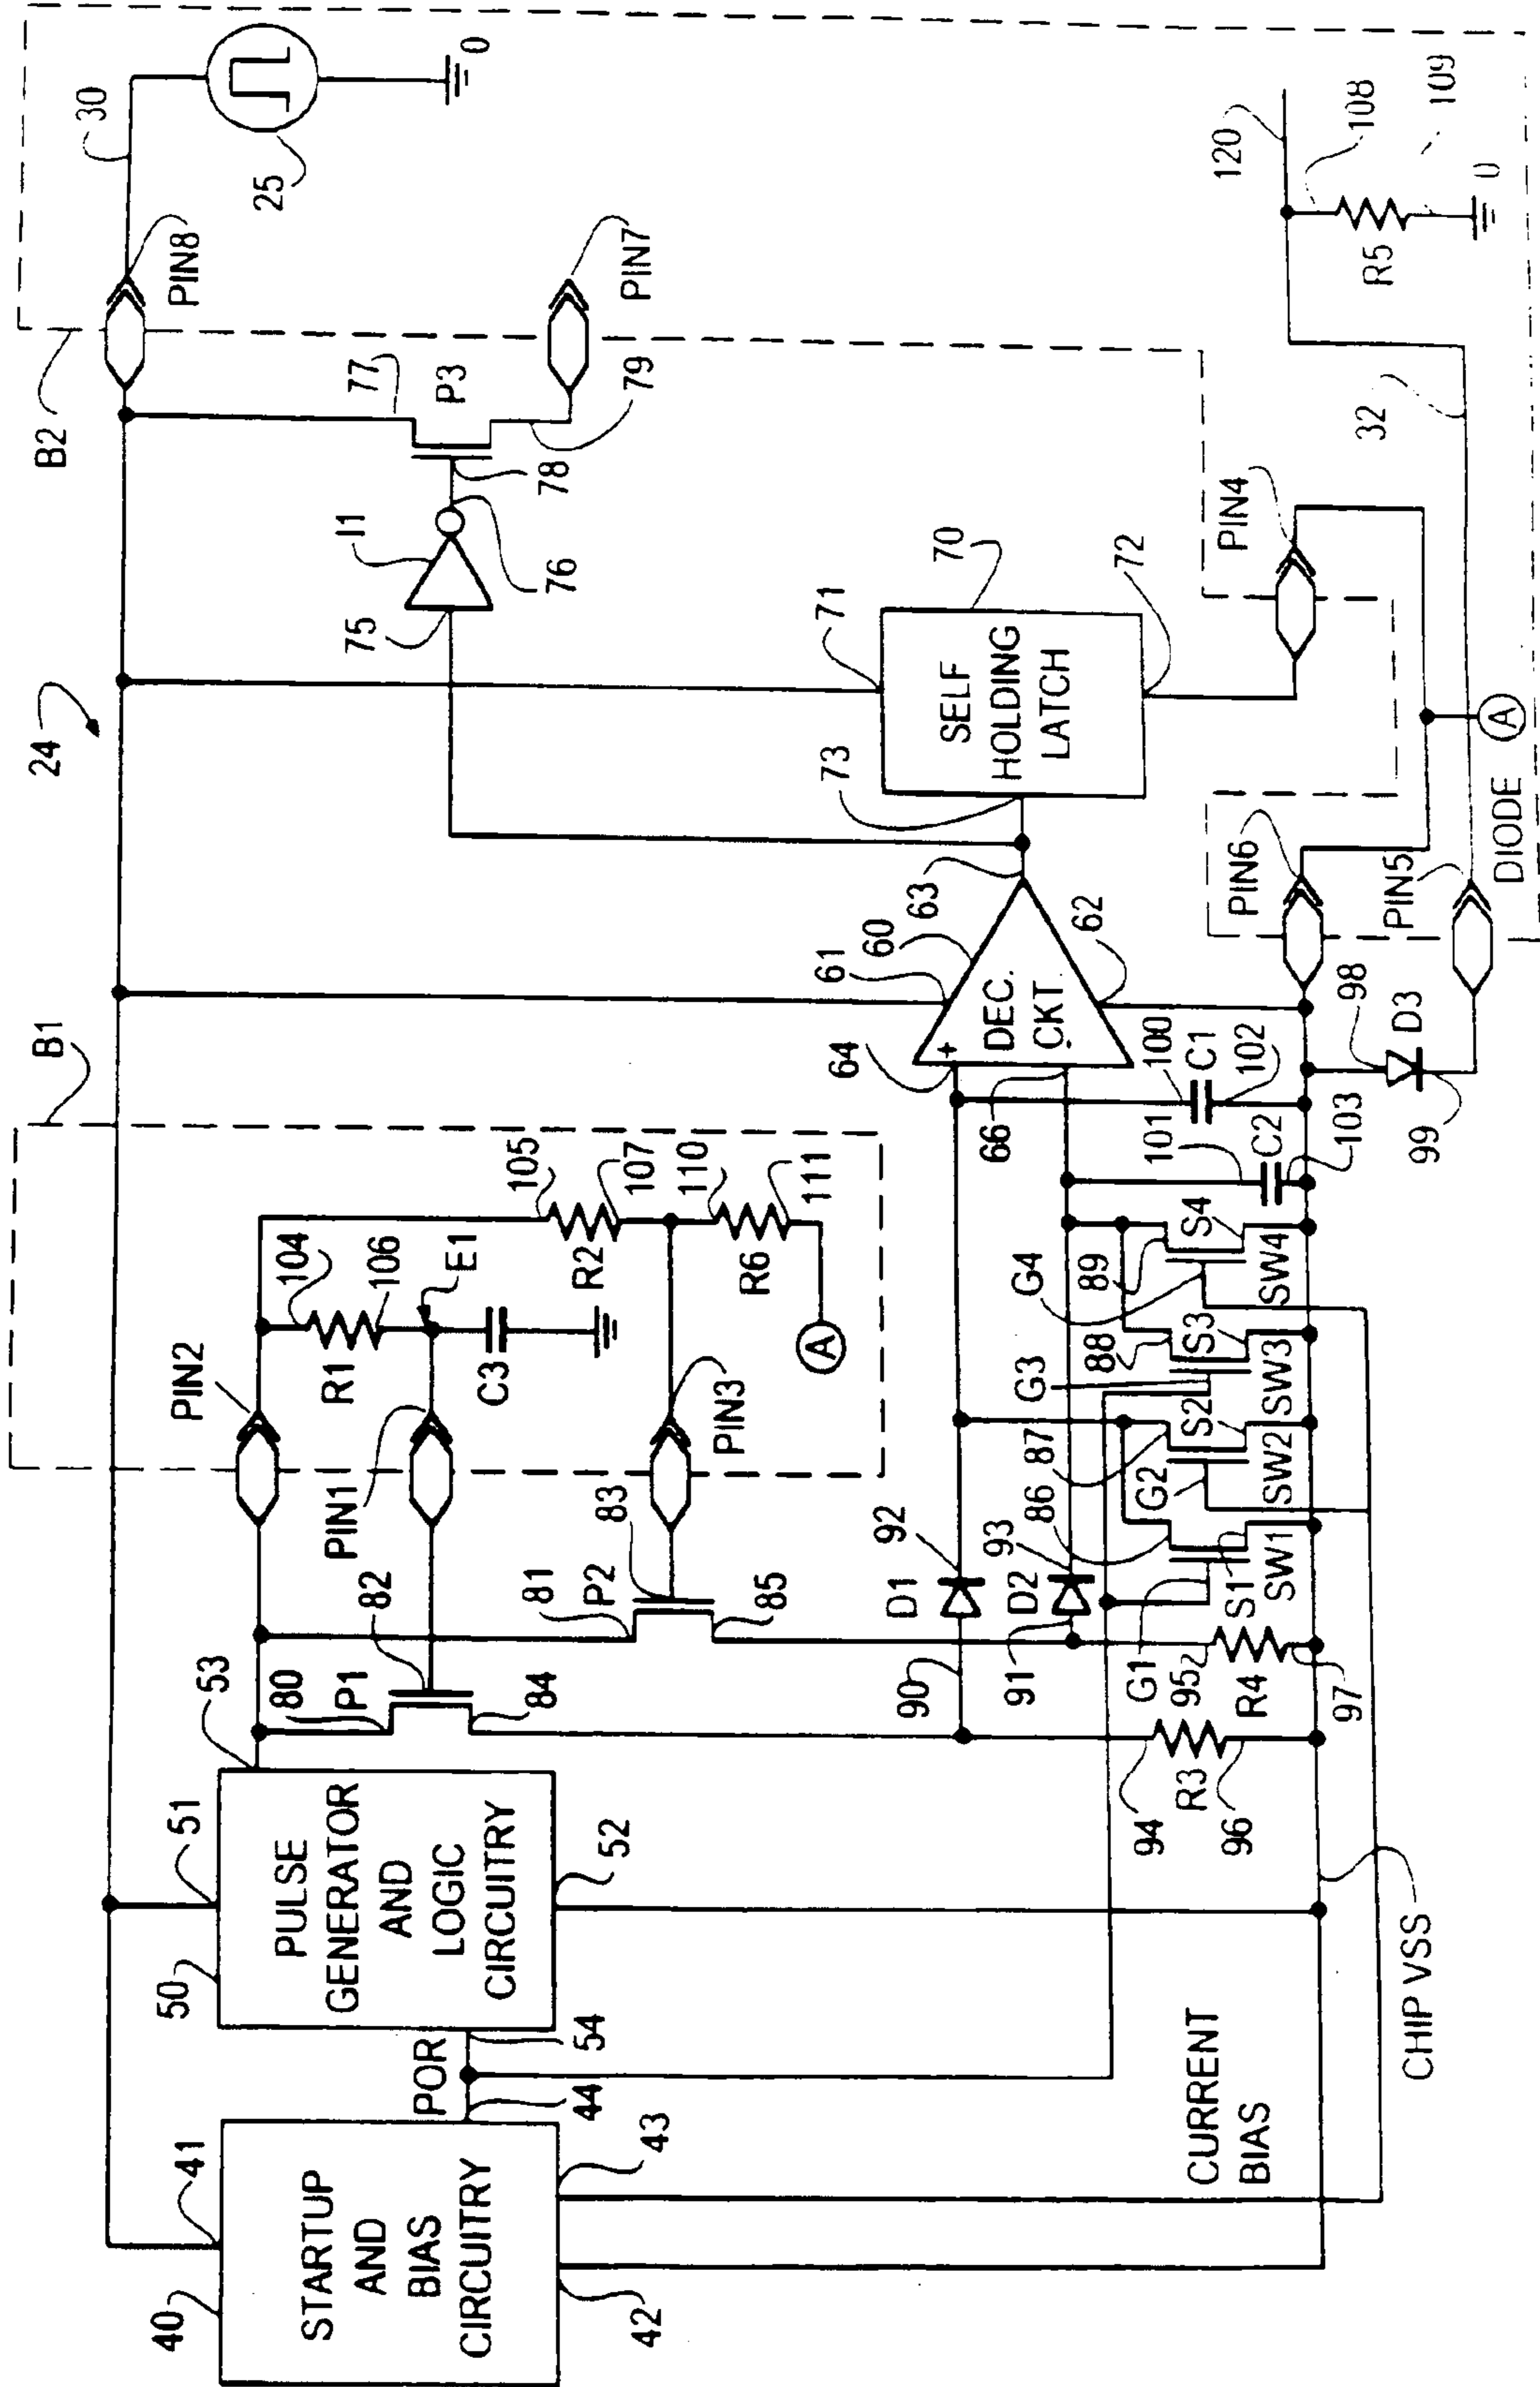 24
B1
B2
30
25
0
PIN8
PIN7
77
P3
79
78
I1
76
75
40
41
STARTUP
AND
BIAS
CIRCUITRY
42
43
44
POR
54
50
51
PULSE
GENERATOR
AND
LOGIC
CIRCUITRY
52
53
80
P1
82
84
81
P2
83
85
PIN2
PIN1
PIN3
104
R1
106
E1
C3
105
R2
107
110
R6
111
A
D1
92
90
D2
93
91
94
R3
96
95
R4
97
G1
86
S1
SW1
G2
87
S2
SW2
G3
88
S3
SW3
G4
89
S4
SW4
101
C2
103
100
C1
102
64
+
66
DEC.
CKT.
-
61
60
63
62
73
71
70
SELF
HOLDING
LATCH
72
98
D3
99
PIN6
PIN5
PIN4
DIODE
A
32
120
108
R5
109
0
CURRENT
BIAS
CHIP VSS